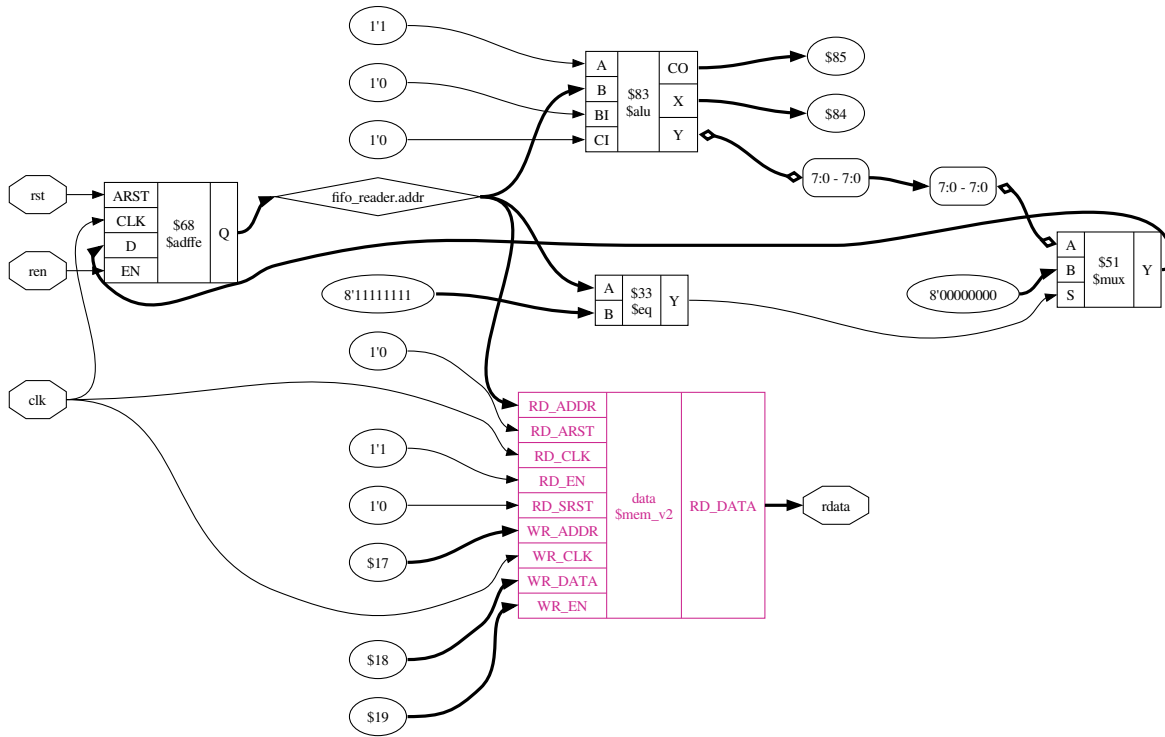 1'1
1'0
1'0
A
B
BI
CI
$83
$alu
CO
X
Y
$85
$84
7:0 - 7:0
7:0 - 7:0
rst
ren
clk
ARST
CLK
D
EN
$68
$adffe
Q
fifo_reader.addr
8'11111111
A
B
$33
$eq
Y
8'00000000
A
B
S
$51
$mux
Y
1'0
1'1
1'0
$17
$18
$19
RD_ADDR
RD_ARST
RD_CLK
RD_EN
RD_SRST
WR_ADDR
WR_CLK
WR_DATA
WR_EN
data
$mem_v2
RD_DATA
rdata